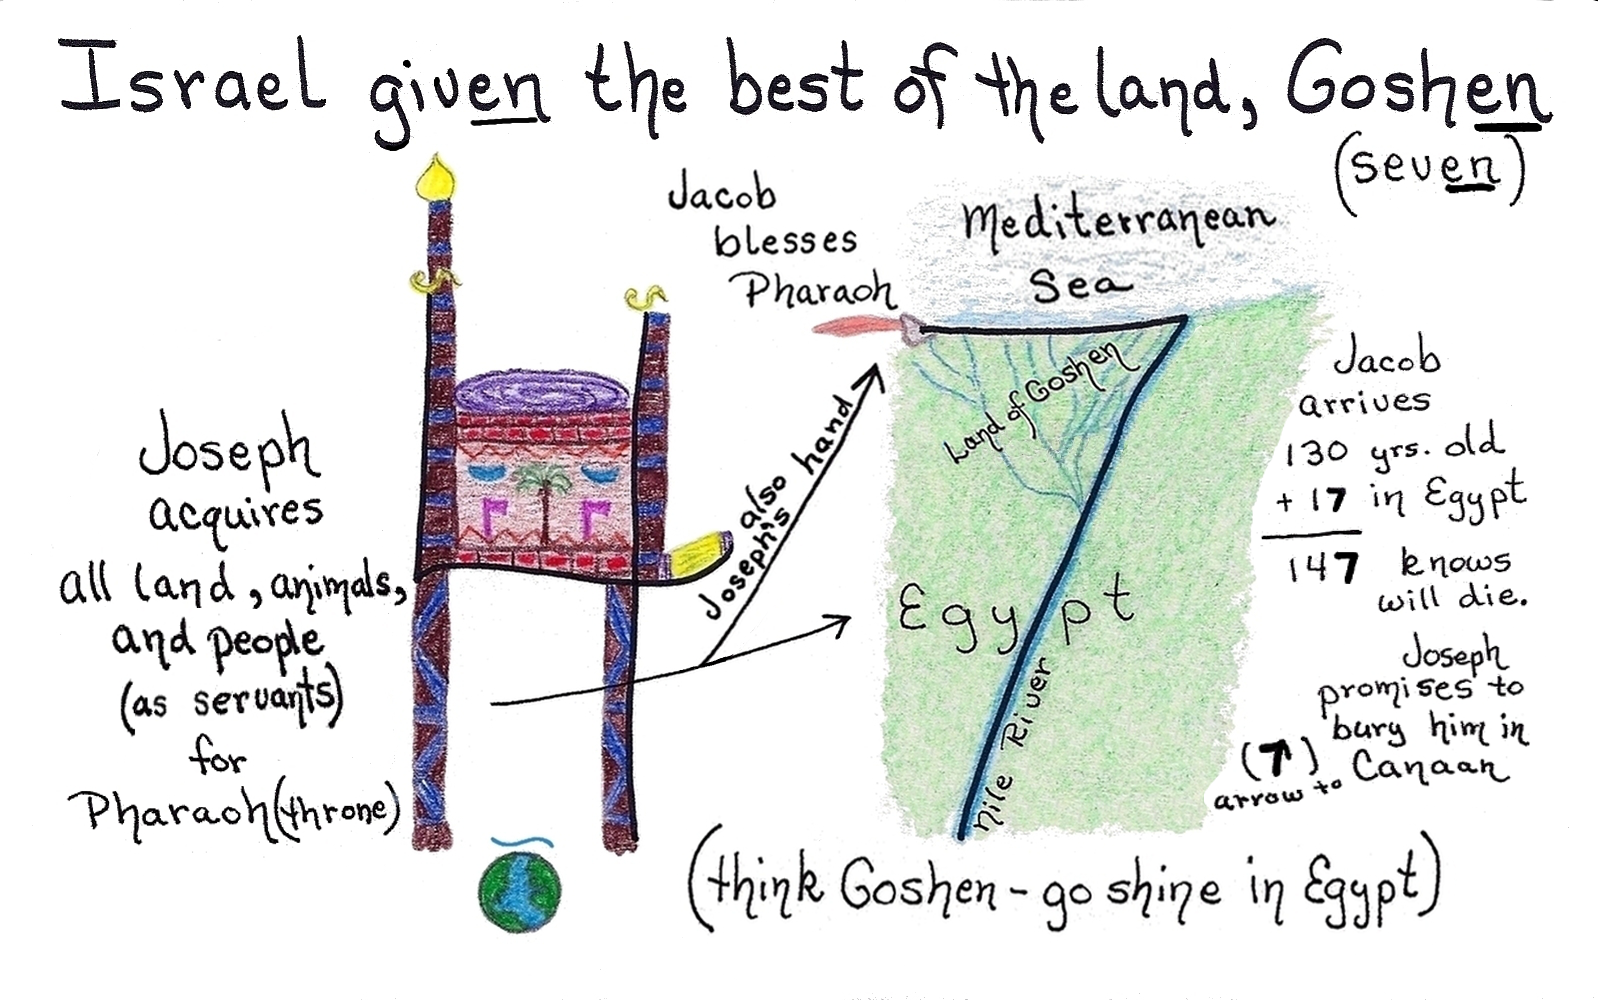 Israel given the best of the land, Goshen
(seven)
Jacob
blesses
Pharaoh
Mediterranean
Sea
Land of Goshen
Joseph
acquires
all land, animals,
and people
(as servants)
for
Pharaoh (throne)
also
Joseph's hand
Egypt
Nile River
Jacob
arrives
130 yrs. old
+ 17 in Egypt
147 knows
will die.
Joseph
promises to
bury him in
(↗) Canaan
arrow to
(think Goshen - go shine in Egypt)